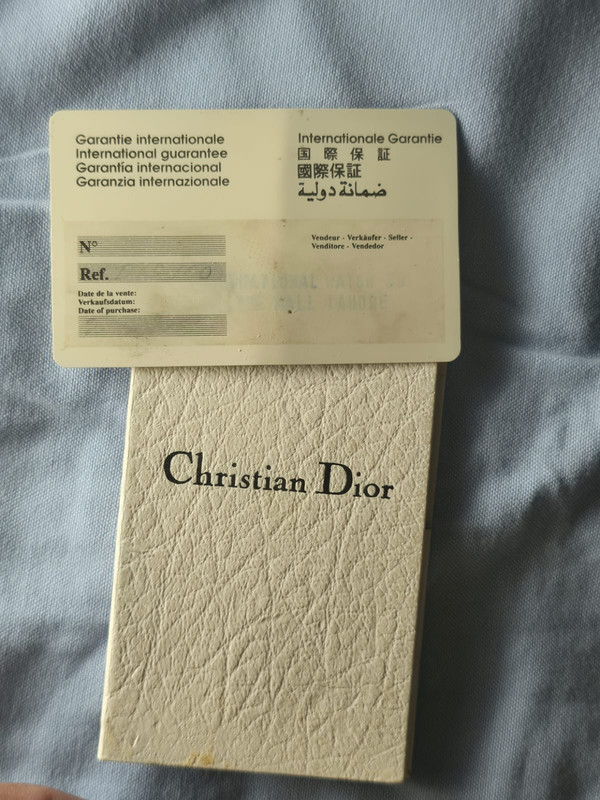 Garantie internationale
International guarantee
Garantía internacional
Garanzia internazionale
Internationale Garantie
国際保証
國際保証
ضمانة دولية
N°
Ref.
Date de la vente:
Verkaufsdatum:
Date of purchase:
Vendeur - Verkäufer - Seller -
Venditore - Vendedor
LAHORE
Christian Dior